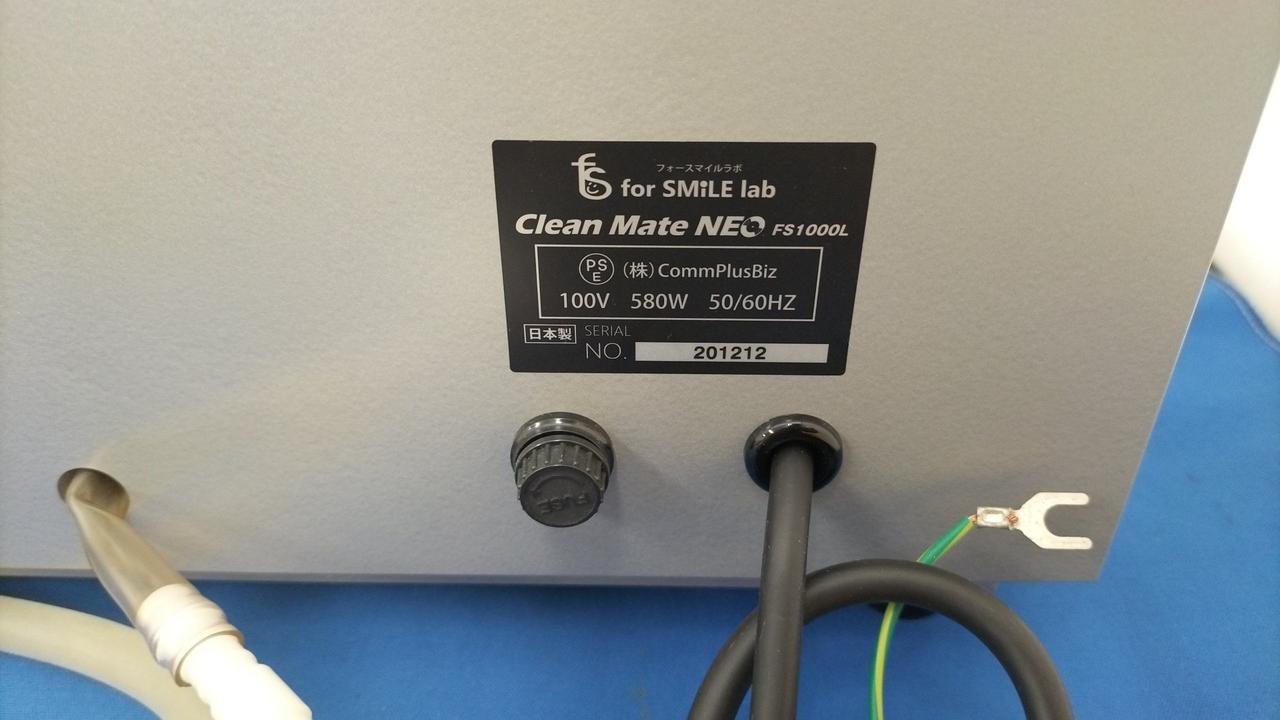 フォースマイルラボ
fs for SMiLE lab
Clean Mate NEO FS1000L
PSE (株)CommPlusBiz
100V 580W 50/60HZ
日本製 SERIAL NO. 201212
FUSE